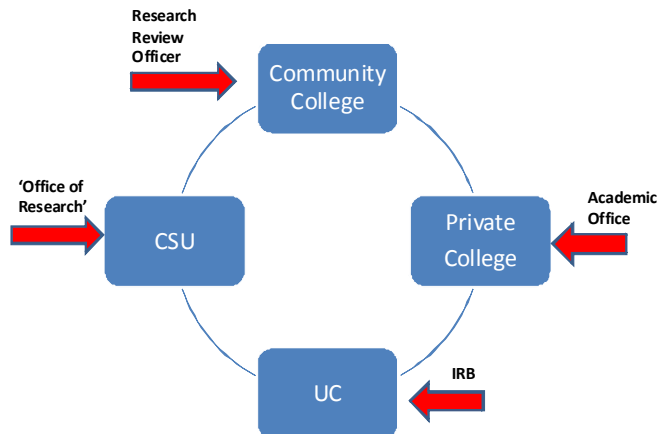 Research
Review
Officer
Community
College
‘Office of
Research’
CSU
Private
College
Academic
Office
UC
IRB